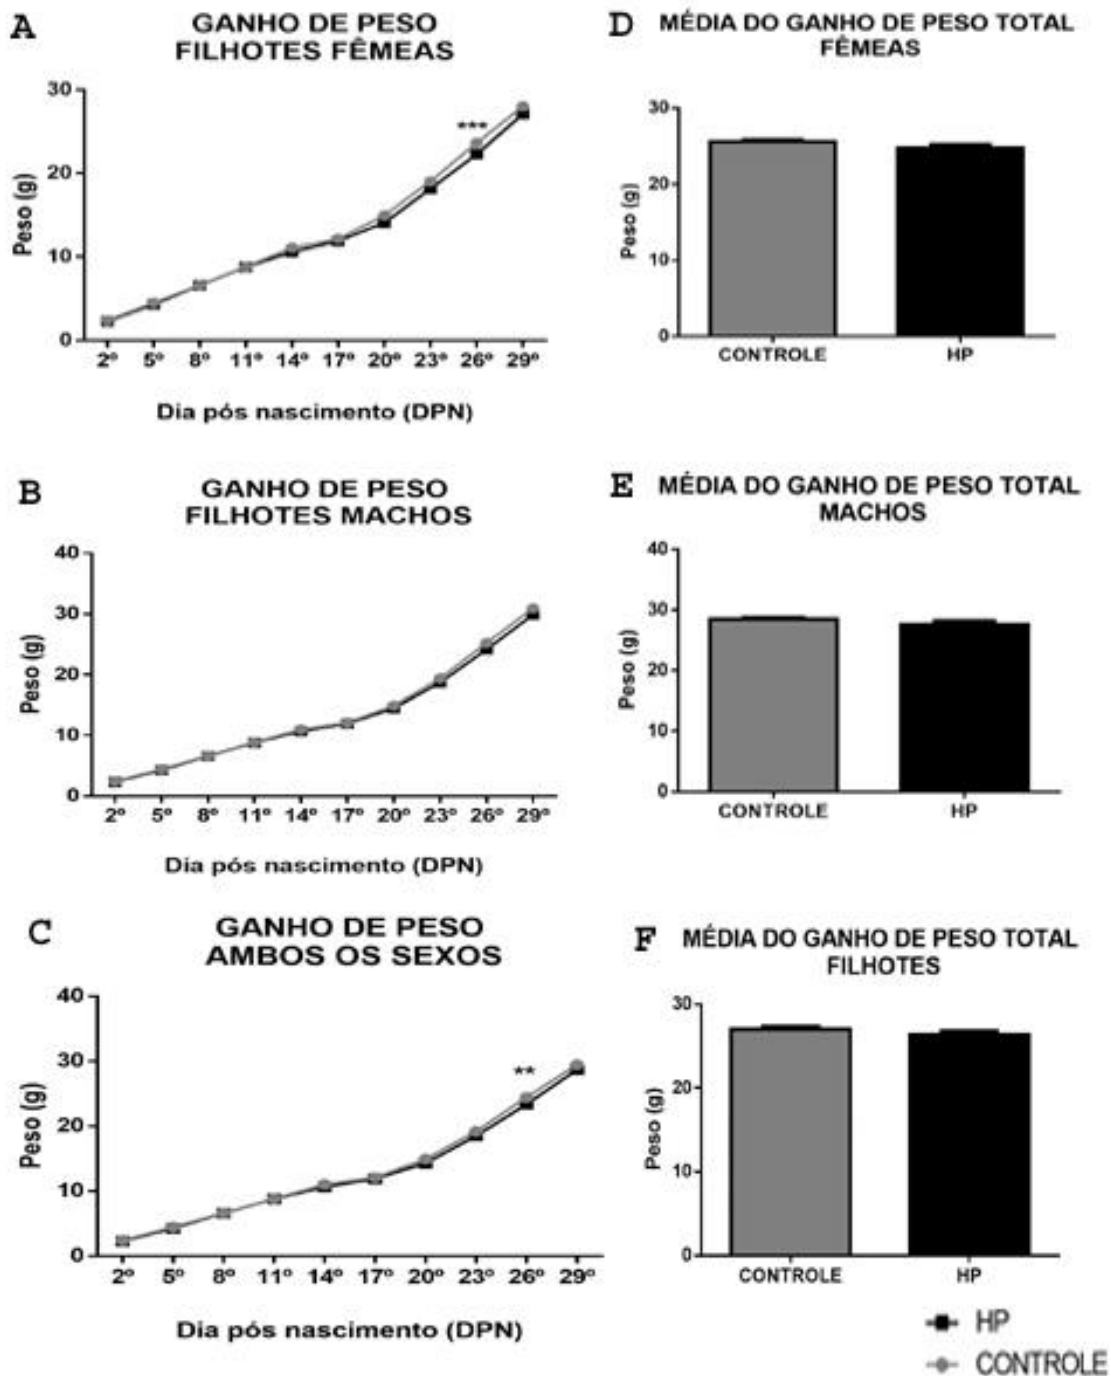 A
GANHO DE PESO
FILHOTES FÊMEAS
30
20
10
0
Peso (g)
***
2º 5º 8º 11º 14º 17º 20º 23º 26º 29º
Dia pós nascimento (DPN)
D
MÉDIA DO GANHO DE PESO TOTAL
FÊMEAS
30
20
10
0
Peso (g)
CONTROLE HP
B
GANHO DE PESO
FILHOTES MACHOS
40
30
20
10
0
Peso (g)
2º 5º 8º 11º 14º 17º 20º 23º 26º 29º
Dia pós nascimento (DPN)
E
MÉDIA DO GANHO DE PESO TOTAL
MACHOS
40
30
20
10
0
Peso (g)
CONTROLE HP
C
GANHO DE PESO
AMBOS OS SEXOS
40
30
20
10
0
Peso (g)
**
2º 5º 8º 11º 14º 17º 20º 23º 26º 29º
Dia pós nascimento (DPN)
F
MÉDIA DO GANHO DE PESO TOTAL
FILHOTES
30
20
10
0
Peso (g)
CONTROLE HP
HP
CONTROLE